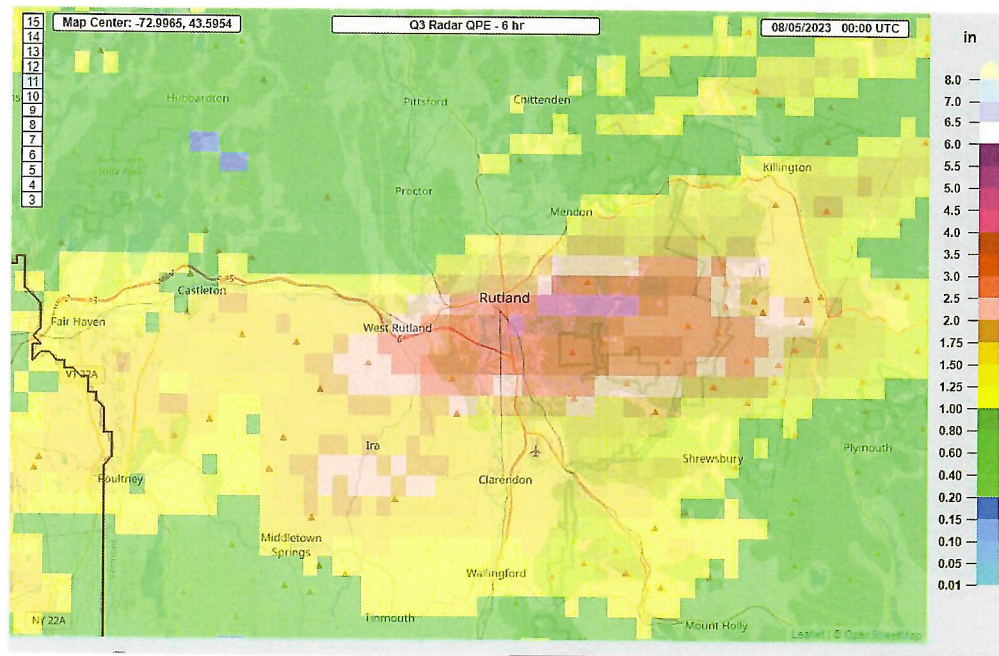 Map Center: -72.9965, 43.5954
Q3 Radar QPE - 6 hr
08/05/2023 00:00 UTC
15
14
13
12
11
10
9
8
7
6
5
4
3
in
8.0
7.0
6.5
6.0
5.5
5.0
4.5
4.0
3.5
3.0
2.5
2.0
1.75
1.50
1.25
1.00
0.80
0.60
0.40
0.20
0.15
0.10
0.05
0.01
Hubbardton
Pittsford
Chittenden
State Park
Killington
Proctor
Mendon
Castleton
Rutland
Fair Haven
West Rutland
6
VT 22A
Ira
Plymouth
Shrewsbury
Poultney
Clarendon
Middletown
Springs
Wallingford
Tinmouth
NY 22A
Mount Holly
Leaflet | © OpenStreetMap